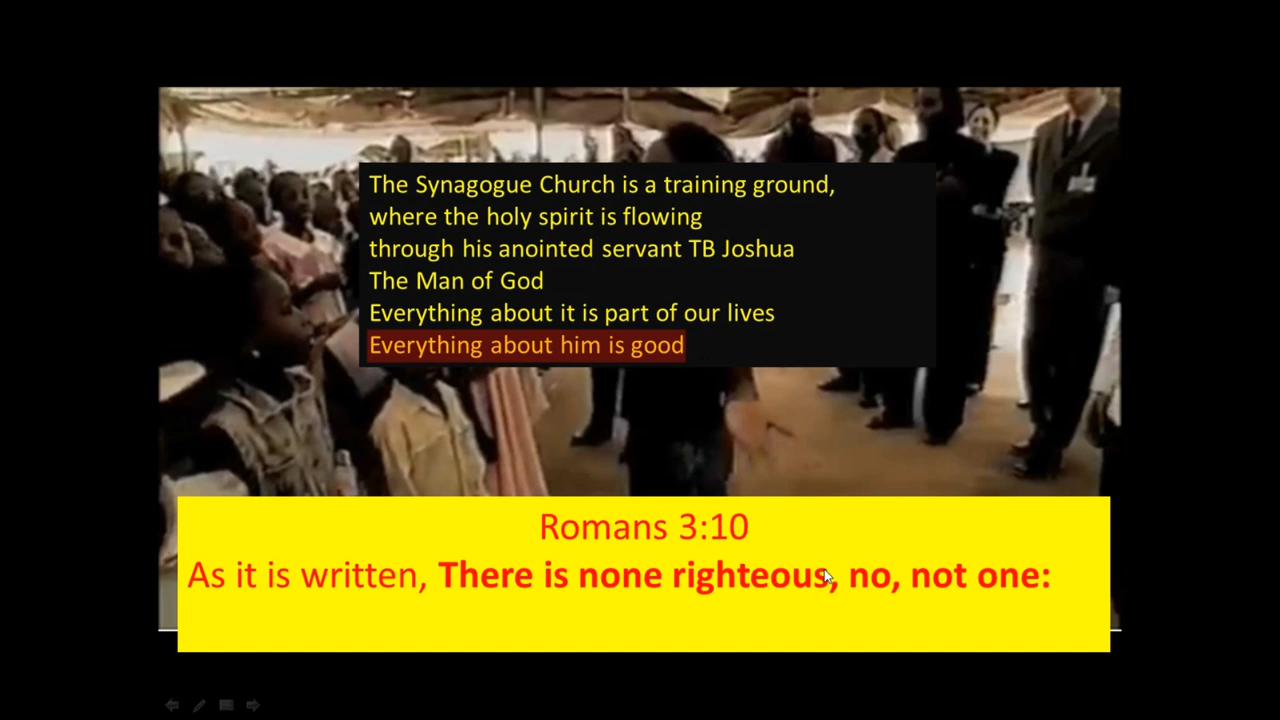 The Synagogue Church is a training ground,
where the holy spirit is flowing
through his anointed servant TB Joshua
The Man of God
Everything about it is part of our lives
Everything about him is good
Romans 3:10
As it is written, There is none righteous, no, not one: